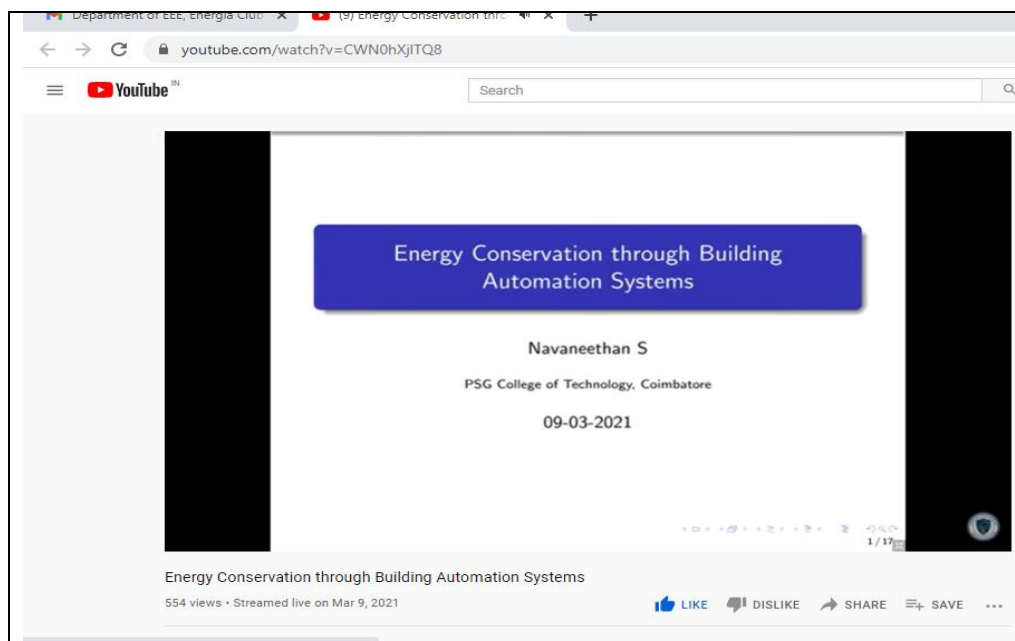 Department of EEE, Energia Club
(9) Energy Conservation thro
youtube.com/watch?v=CWN0hXjITQ8
YouTube IN
Search
Energy Conservation through Building
Automation Systems
Navaneethan S
PSG College of Technology, Coimbatore
09-03-2021
1/17
Energy Conservation through Building Automation Systems
554 views • Streamed live on Mar 9, 2021
LIKE DISLIKE SHARE SAVE